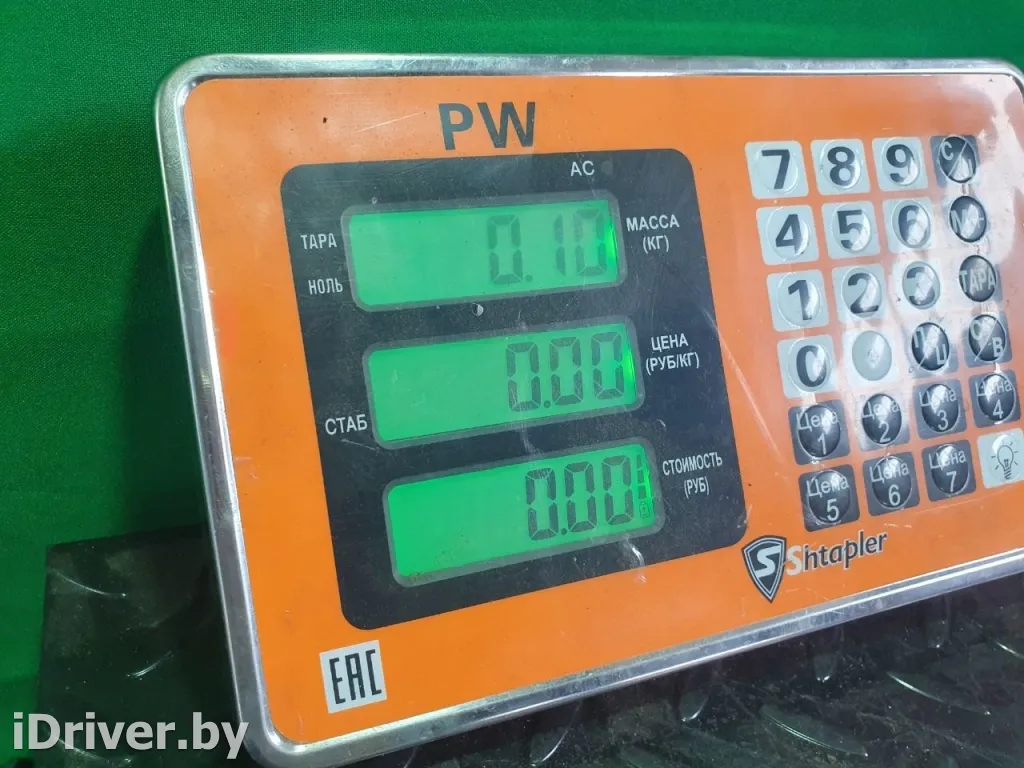 PW
AC
ТАРА
НОЛЬ
0.10
МАССА
(КГ)
0.00
ЦЕНА
(РУБ/КГ)
СТАБ
0.00
СТОИМОСТЬ
(РУБ)
7 8 9
4 5 6 М+
1 2 3 ТАРА
0
Цена 1
Цена 2
Цена 3
Цена 4
Цена 5
Цена 6
Цена 7
S Shtapler
EAC
iDriver.by